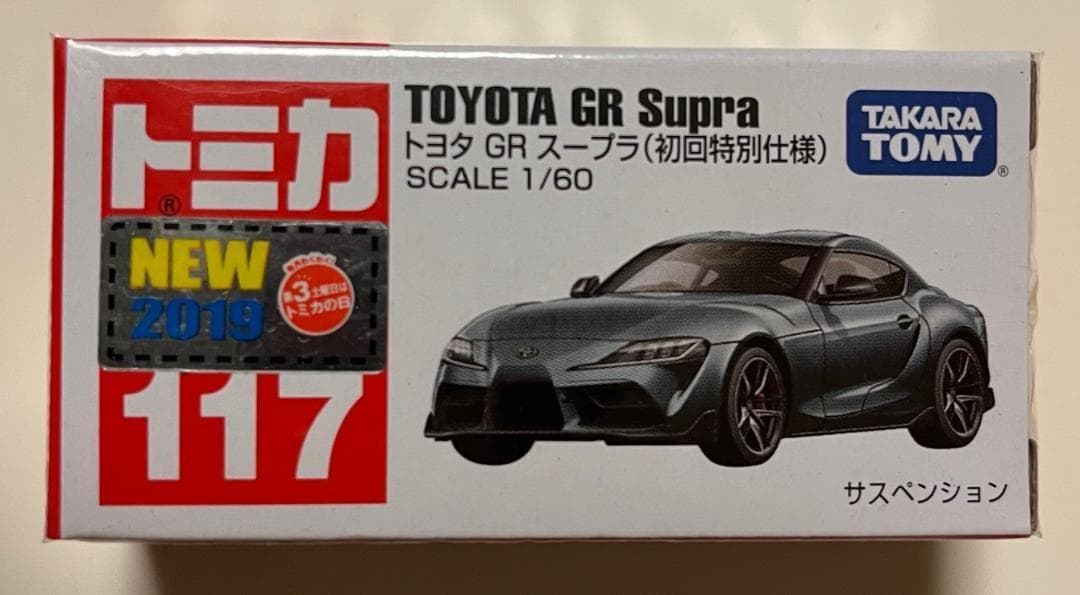 トミカ
®
NEW
2019
第3土曜日は
トミカの日
117
TOYOTA GR Supra
トヨタ GR スープラ(初回特別仕様)
SCALE 1/60
TAKARA
TOMY
®
サスペンション